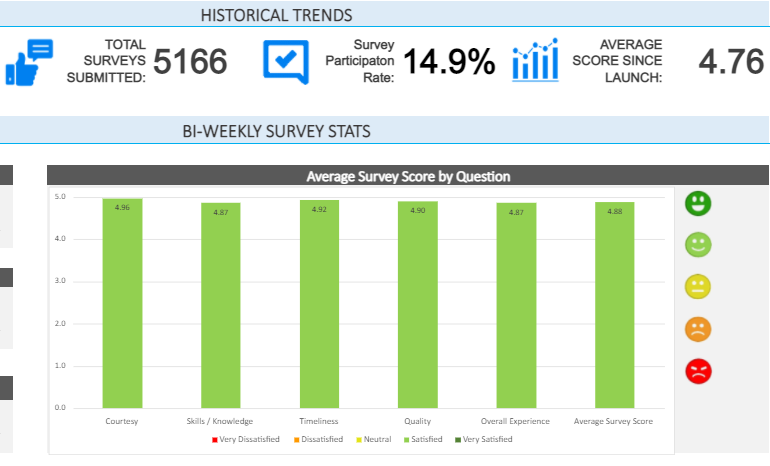 HISTORICAL TRENDS
TOTAL
SURVEYS
SUBMITTED:
5166
Survey
Participaton
Rate:
14.9%
AVERAGE
SCORE SINCE
LAUNCH:
4.76
BI-WEEKLY SURVEY STATS
Average Survey Score by Question
5.0
4.0
3.0
2.0
1.0
0.0
4.96
4.87
4.92
4.90
4.87
4.88
Courtesy
Skills / Knowledge
Timeliness
Quality
Overall Experience
Average Survey Score
Very Dissatisfied
Dissatisfied
Neutral
Satisfied
Very Satisfied